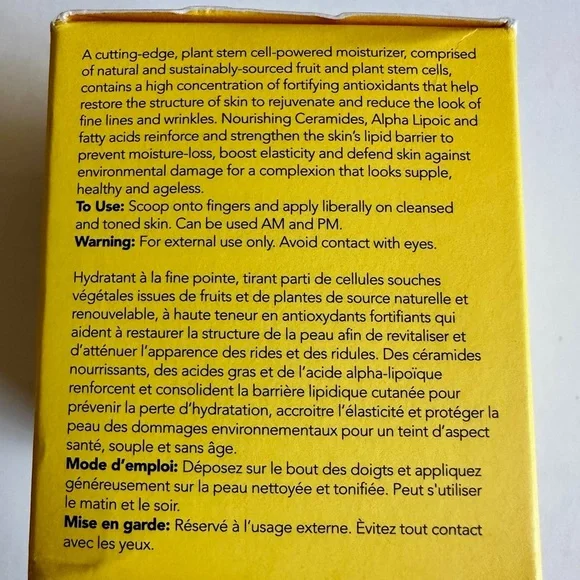 A cutting-edge, plant stem cell-powered moisturizer, comprised
of natural and sustainably-sourced fruit and plant stem cells,
contains a high concentration of fortifying antioxidants that help
restore the structure of skin to rejuvenate and reduce the look of
fine lines and wrinkles. Nourishing Ceramides, Alpha Lipoic and
fatty acids reinforce and strengthen the skin's lipid barrier to
prevent moisture-loss, boost elasticity and defend skin against
environmental damage for a complexion that looks supple,
healthy and ageless.
To Use: Scoop onto fingers and apply liberally on cleansed
and toned skin. Can be used AM and PM.
Warning: For external use only. Avoid contact with eyes.
Hydratant à la fine pointe, tirant parti de cellules souches
végétales issues de fruits et de plantes de source naturelle et
renouvelable, à haute teneur en antioxydants fortifiants qui
aident à restaurer la structure de la peau afin de revitaliser et
d'atténuer l'apparence des rides et des ridules. Des céramides
nourrissants, des acides gras et de l'acide alpha-lipoïque
renforcent et consolident la barrière lipidique cutanée pour
prévenir la perte d'hydratation, accroitre l'élasticité et protéger la
peau des dommages environnementaux pour un teint d'aspect
santé, souple et sans âge.
Mode d'emploi: Déposez sur le bout des doigts et appliquez
généreusement sur la peau nettoyée et tonifiée. Peut s'utiliser
le matin et le soir.
Mise en garde: Réservé à l'usage externe. Èvitez tout contact
avec les yeux.